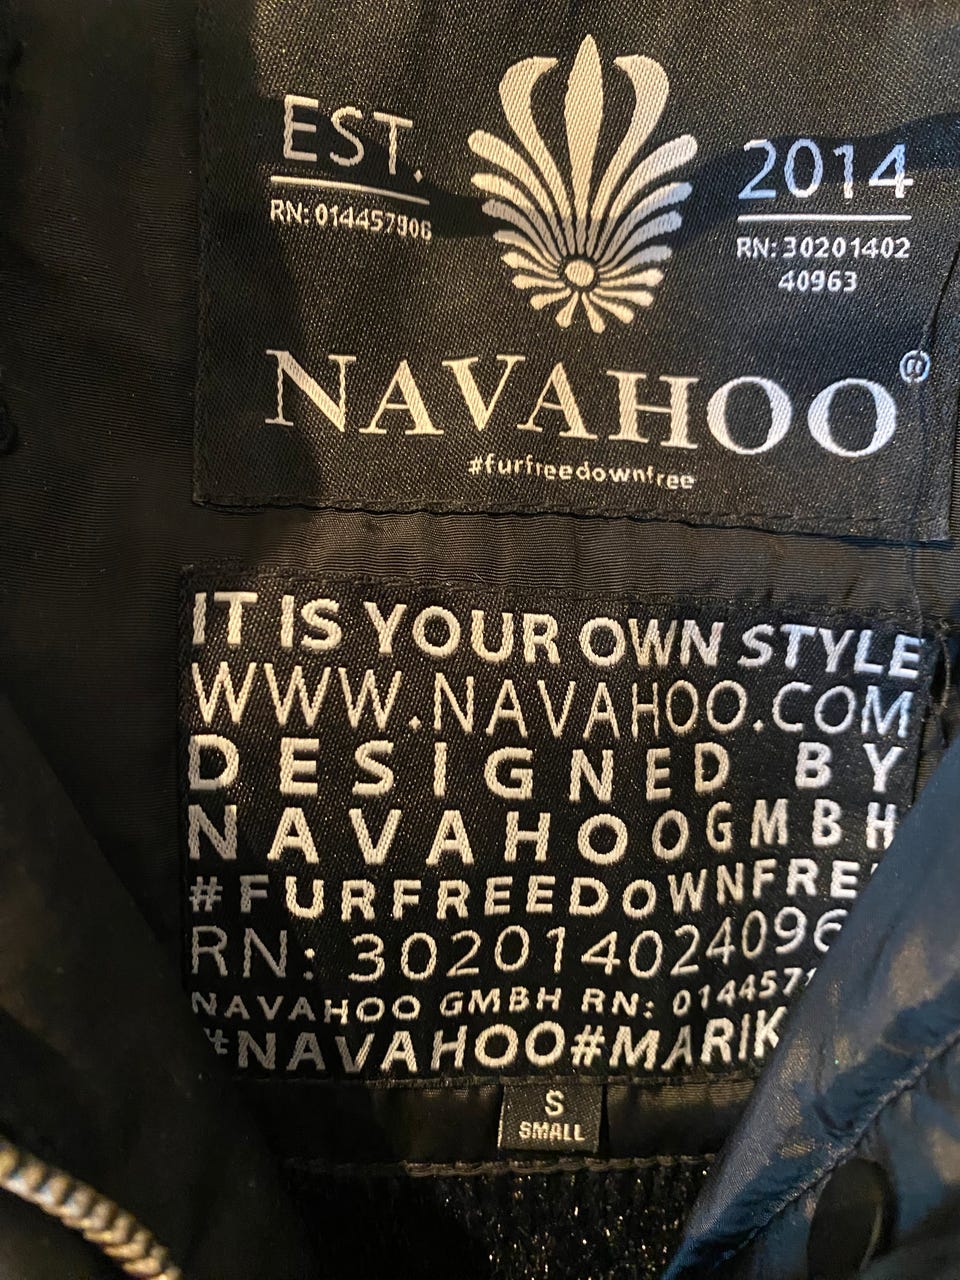 EST.
RN: 014457906
2014
RN: 30201402
40963
NAVAHOO®
#furfreedownfree
IT IS YOUR OWN STYLE
WWW.NAVAHOO.COM
DESIGNED BY
NAVAHOO GMBH
#FURFREEDOWNFRE
RN: 302014024096
NAVAHOO GMBH RN: 014457
#NAVAHOO#MARIK
S
SMALL